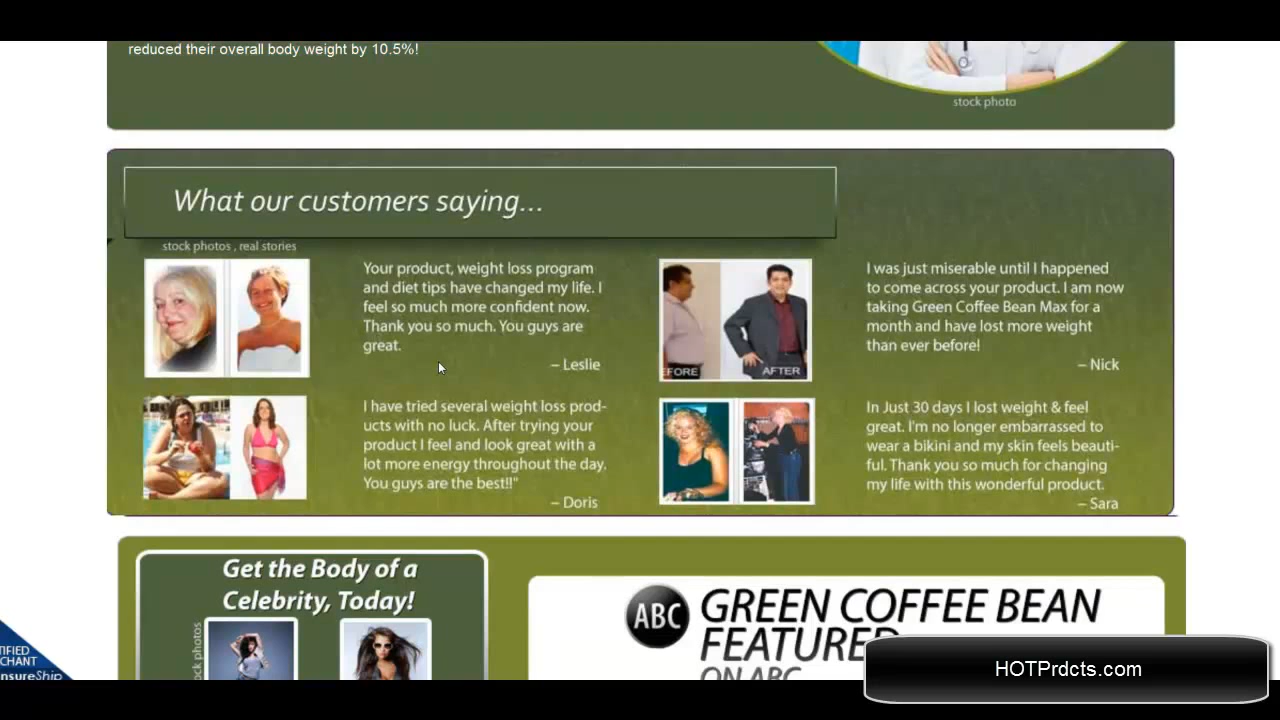 reduced their overall body weight by 10.5%!
stock photo
What our customers saying...
stock photos , real stories
Your product, weight loss program
and diet tips have changed my life. I
feel so much more confident now.
Thank you so much. You guys are
great.
– Leslie
I was just miserable until I happened
to come across your product. I am now
taking Green Coffee Bean Max for a
month and have lost more weight
than ever before!
– Nick
EFORE
AFTER
I have tried several weight loss prod-
ucts with no luck. After trying your
product I feel and look great with a
lot more energy throughout the day.
You guys are the best!!"
– Doris
In Just 30 days I lost weight & feel
great. I'm no longer embarrassed to
wear a bikini and my skin feels beauti-
ful. Thank you so much for changing
my life with this wonderful product.
– Sara
Get the Body of a
Celebrity, Today!
ock photos
ABC
GREEN COFFEE BEAN
FEATURED
ON ABC
TIFIED
CHANT
nsureShip
HOTPrdcts.com